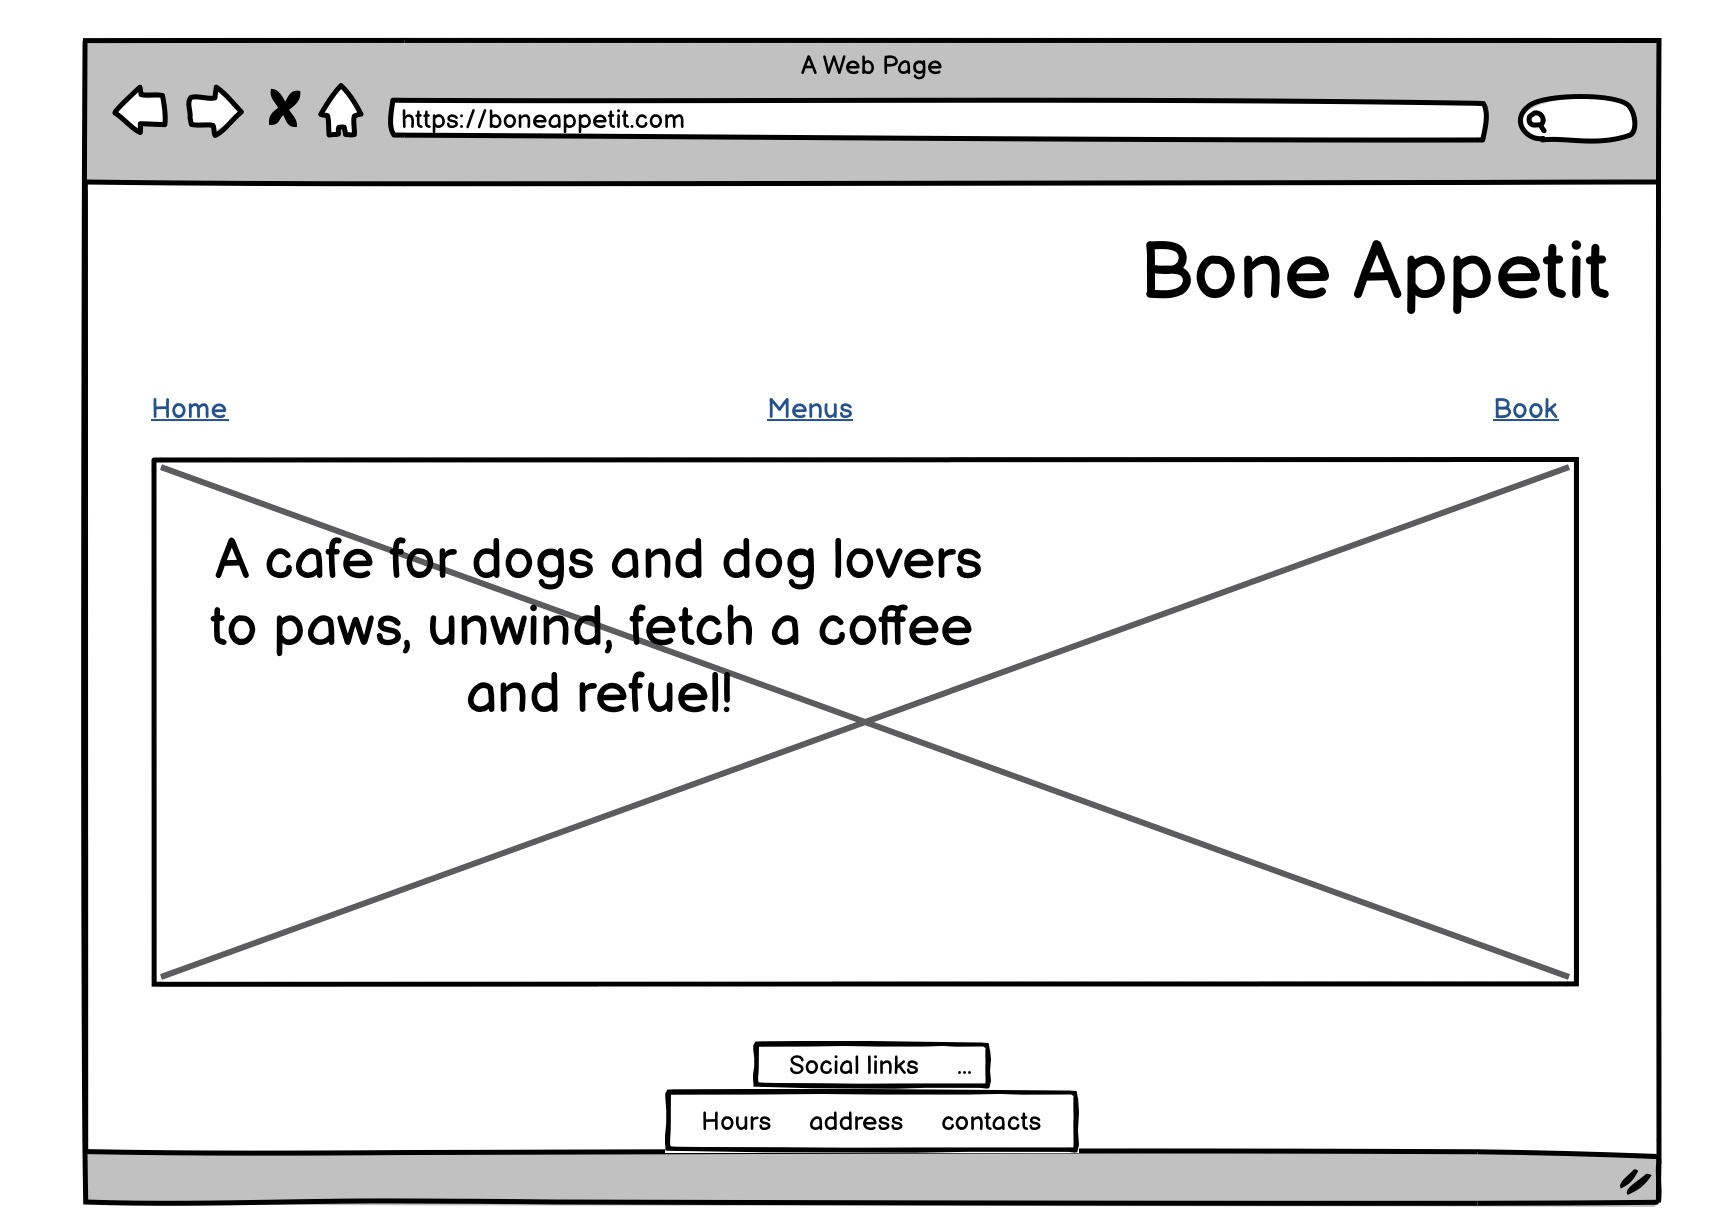 A Web Page
https://boneappetit.com
Bone Appetit
Home Menus Book
A cafe for dogs and dog lovers
to paws, unwind, fetch a coffee
and refuel!
Social links ...
Hours address contacts